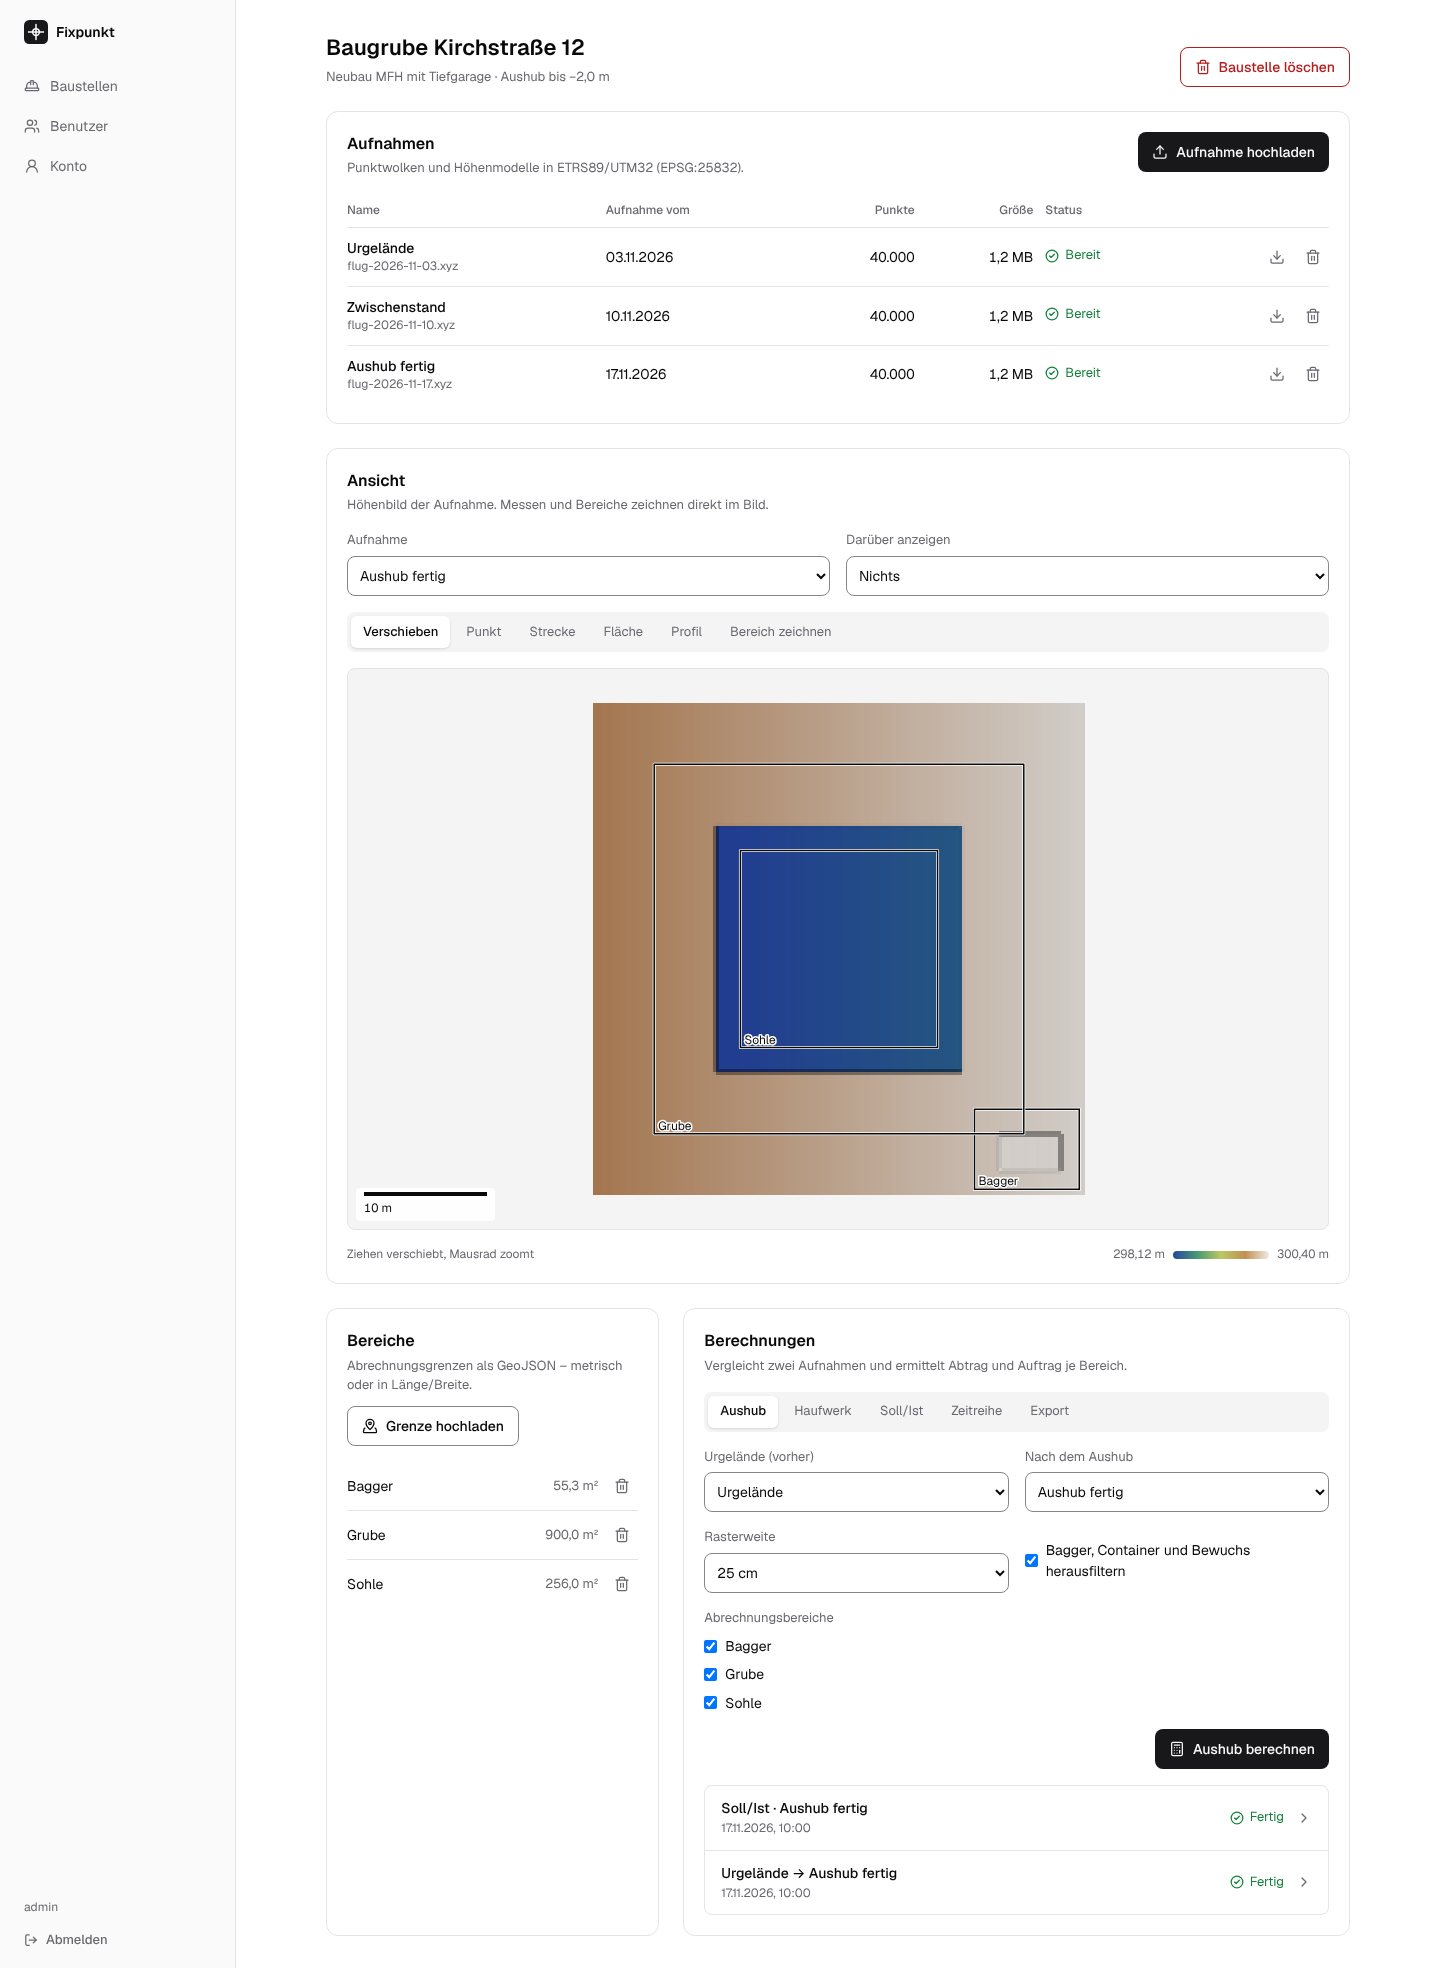 Fixpunkt
Baustellen
Benutzer
Konto
Baugrube Kirchstraße 12
Neubau MFH mit Tiefgarage · Aushub bis −2,0 m
Baustelle löschen
Aufnahmen
Punktwolken und Höhenmodelle in ETRS89/UTM32 (EPSG:25832).
Aufnahme hochladen
Name Aufnahme vom Punkte Größe Status
Urgelände
flug-2026-11-03.xyz
03.11.2026 40.000 1,2 MB Bereit
Zwischenstand
flug-2026-11-10.xyz
10.11.2026 40.000 1,2 MB Bereit
Aushub fertig
flug-2026-11-17.xyz
17.11.2026 40.000 1,2 MB Bereit
Ansicht
Höhenbild der Aufnahme. Messen und Bereiche zeichnen direkt im Bild.
Aufnahme Darüber anzeigen
Aushub fertig Nichts
Verschieben Punkt Strecke Fläche Profil Bereich zeichnen
Sohle
Grube
Bagger
10 m
Ziehen verschiebt, Mausrad zoomt 298,12 m 300,40 m
Bereiche
Abrechnungsgrenzen als GeoJSON – metrisch
oder in Länge/Breite.
Grenze hochladen
Bagger 55,3 m²
Grube 900,0 m²
Sohle 256,0 m²
Berechnungen
Vergleicht zwei Aufnahmen und ermittelt Abtrag und Auftrag je Bereich.
Aushub Haufwerk Soll/Ist Zeitreihe Export
Urgelände (vorher) Nach dem Aushub
Urgelände Aushub fertig
Rasterweite
25 cm
Bagger, Container und Bewuchs
herausfiltern
Abrechnungsbereiche
Bagger
Grube
Sohle
Aushub berechnen
Soll/Ist · Aushub fertig
17.11.2026, 10:00
Fertig
Urgelände → Aushub fertig
17.11.2026, 10:00
Fertig
admin
Abmelden